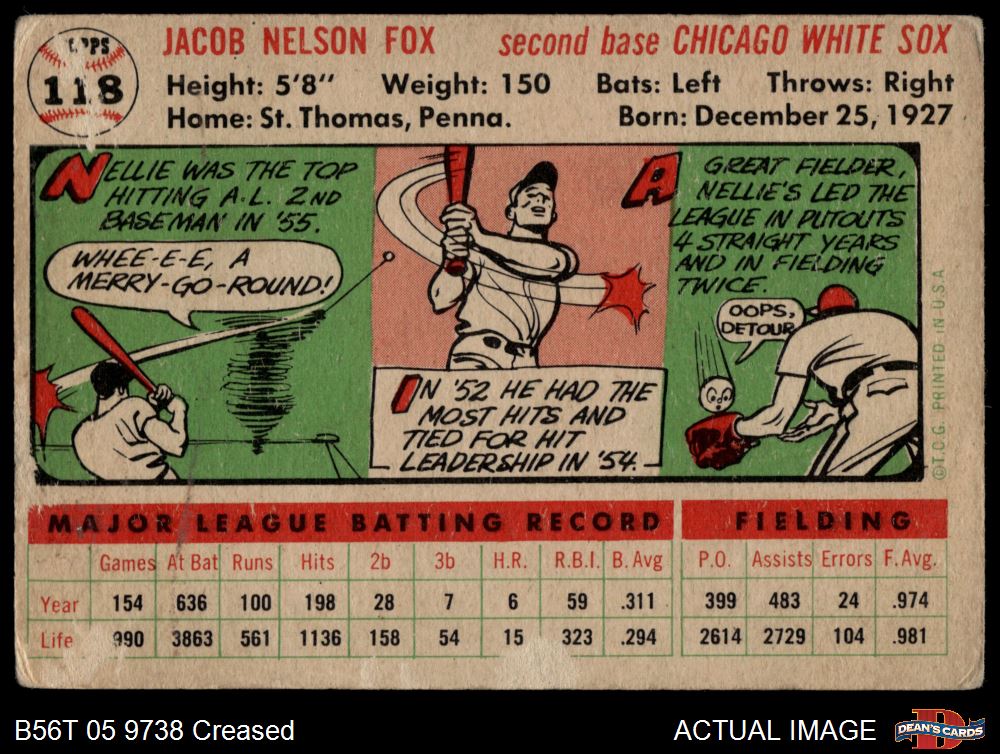 TOPPS
118
JACOB NELSON FOX second base CHICAGO WHITE SOX
Height: 5'8" Weight: 150 Bats: Left Throws: Right
Home: St. Thomas, Penna. Born: December 25, 1927
NELLIE WAS THE TOP
HITTING A.L. 2ND
BASEMAN IN '55.
WHEE-E-E, A
MERRY-GO-ROUND!
IN '52 HE HAD THE
MOST HITS AND
TIED FOR HIT
LEADERSHIP IN '54.
A GREAT FIELDER,
NELLIE'S LED THE
LEAGUE IN PUTOUTS
4 STRAIGHT YEARS
AND IN FIELDING
TWICE.
OOPS,
DETOUR
©T.C.G. PRINTED IN U.S.A.
MAJOR LEAGUE BATTING RECORD FIELDING
Games At Bat Runs Hits 2b 3b H.R. R.B.I. B. Avg P.O. Assists Errors F. Avg.
Year 154 636 100 198 28 7 6 59 .311 399 483 24 .974
Life 990 3863 561 1136 158 54 15 323 .294 2614 2729 104 .981
B56T 05 9738 Creased ACTUAL IMAGE DEAN'S CARDS